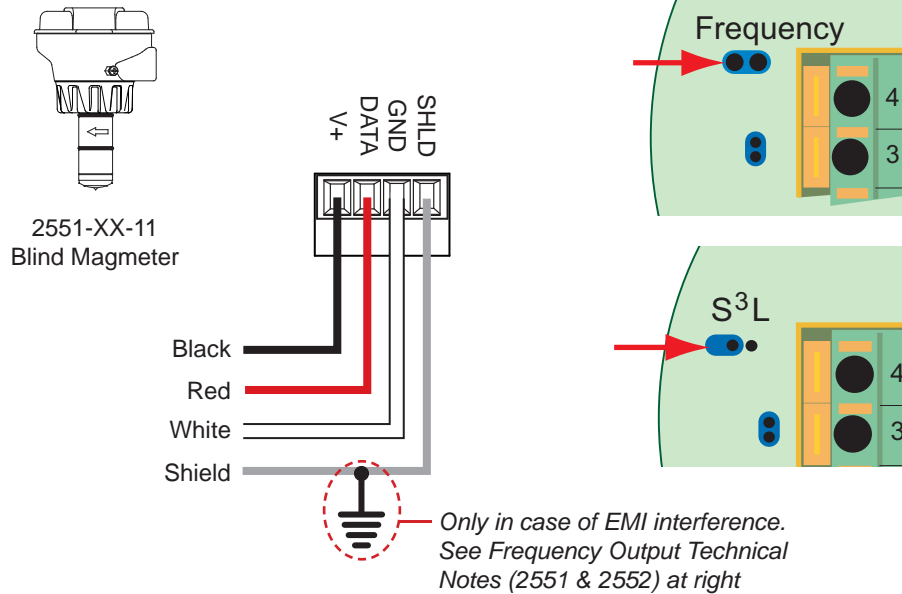 2551-XX-11
Blind Magmeter
V+
DATA
GND
SHLD
Black
Red
White
Shield
Only in case of EMI interference.
See Frequency Output Technical
Notes (2551 & 2552) at right
Frequency
4
3
S³L
4
3